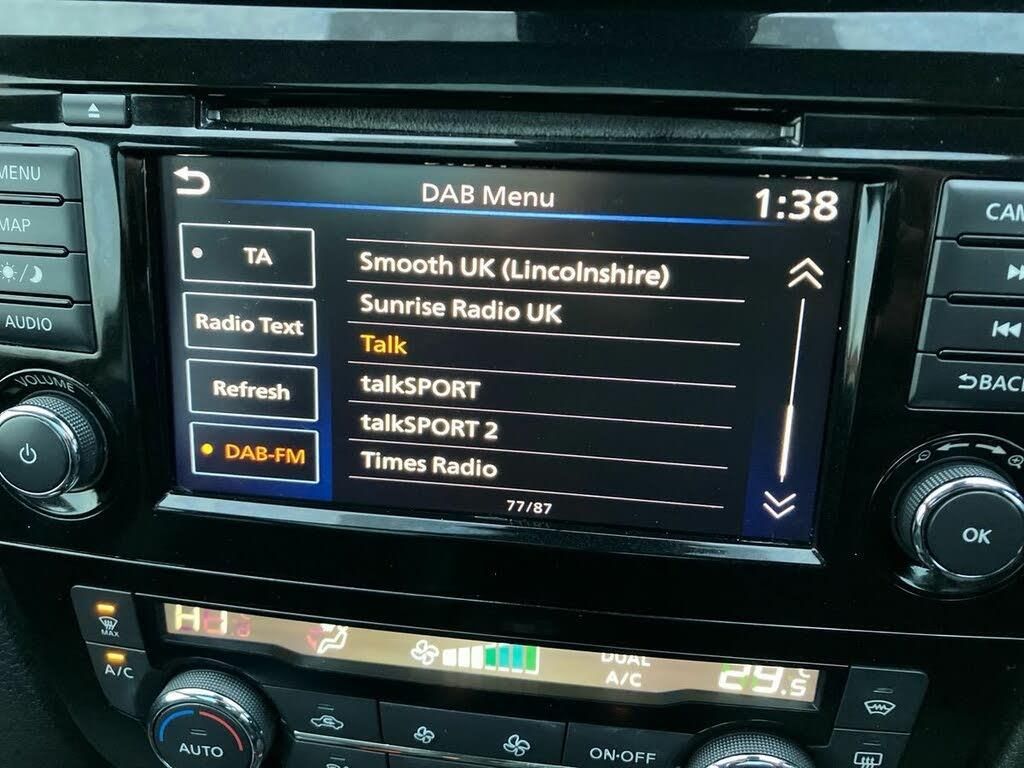 MENU
MAP
AUDIO
VOLUME
DAB Menu
1:38
TA
Radio Text
Refresh
DAB-FM
Smooth UK (Lincolnshire)
Sunrise Radio UK
Talk
talkSPORT
talkSPORT 2
Times Radio
77/87
CAM
BACK
OK
MAX
A/C
AUTO
DUAL
A/C
29.5
ON·OFF